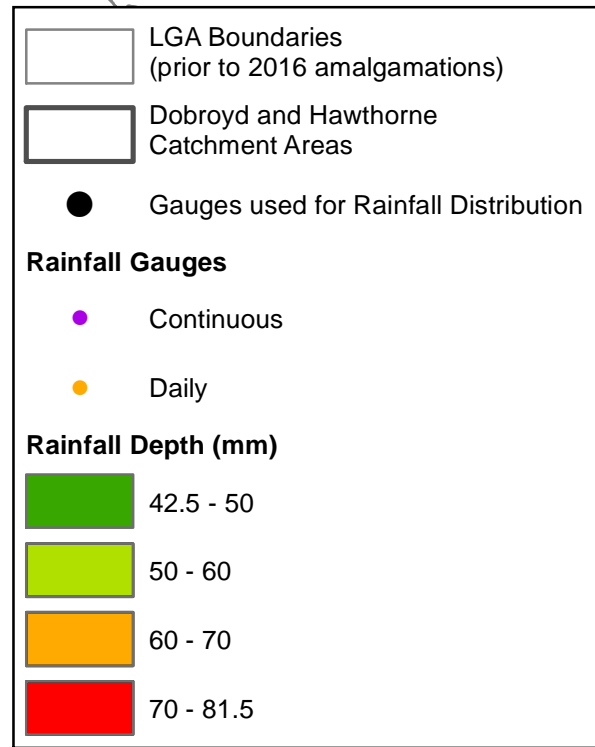 LGA Boundaries
(prior to 2016 amalgamations)
Dobroyd and Hawthorne
Catchment Areas
Gauges used for Rainfall Distribution
Rainfall Gauges
Continuous
Daily
Rainfall Depth (mm)
42.5 - 50
50 - 60
60 - 70
70 - 81.5